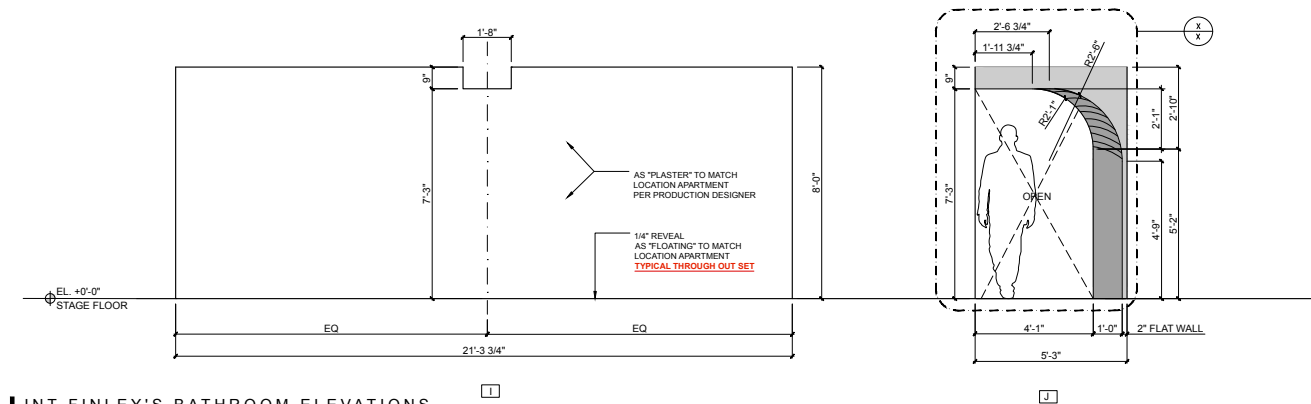 1'-8"
9"
7'-3"
8'-0"
AS "PLASTER" TO MATCH
LOCATION APARTMENT
PER PRODUCTION DESIGNER
1/4" REVEAL
AS "FLOATING" TO MATCH
LOCATION APARTMENT
TYPICAL THROUGH OUT SET
EL. +0'-0"
STAGE FLOOR
EQ
EQ
21'-3 3/4"
I
2'-6 3/4"
1'-11 3/4"
R2'-6"
R2'-1"
X
X
9"
7'-3"
OPEN
2'-1"
2'-10"
4'-9"
5'-2"
4'-1"
1'-0"
2" FLAT WALL
5'-3"
J
INT FINLEY'S BATHROOM ELEVATIONS